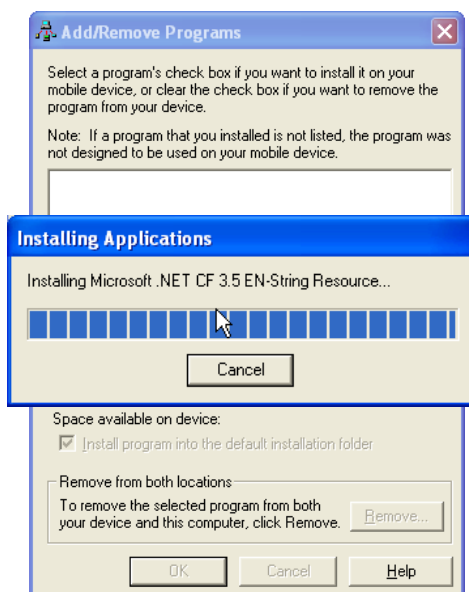 Add/Remove Programs
Select a program's check box if you want to install it on your
mobile device, or clear the check box if you want to remove the
program from your device.
Note: If a program that you installed is not listed, the program was
not designed to be used on your mobile device.
Installing Applications
Installing Microsoft .NET CF 3.5 EN-String Resource...
Cancel
Space available on device:
Install program into the default installation folder
Remove from both locations
To remove the selected program from both
your device and this computer, click Remove.
Remove...
OK Cancel Help